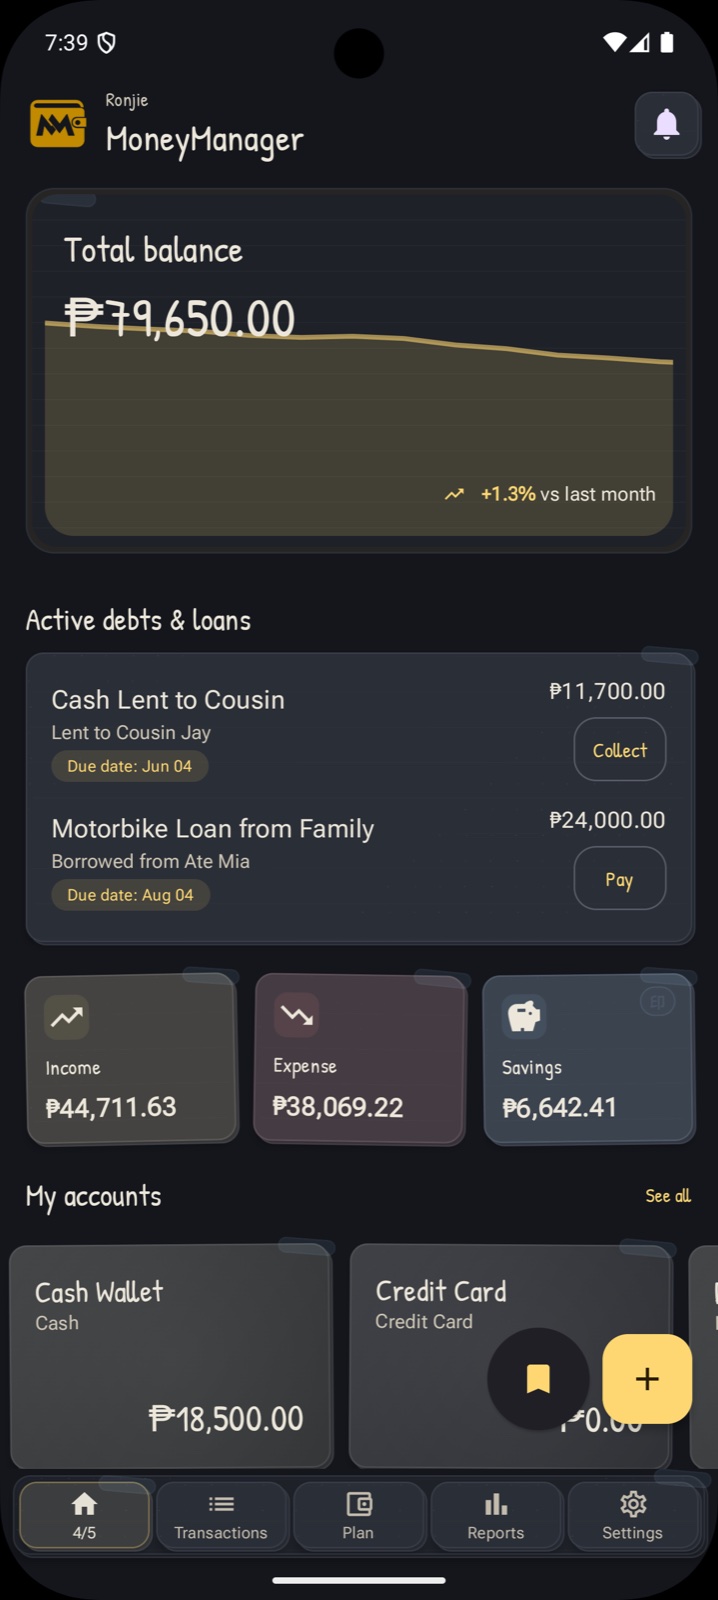 7:39
Ronjie
MoneyManager
Total balance
₱79,650.00
+1.3% vs last month
Active debts & loans
Cash Lent to Cousin
₱11,700.00
Lent to Cousin Jay
Collect
Due date: Jun 04
Motorbike Loan from Family
₱24,000.00
Borrowed from Ate Mia
Pay
Due date: Aug 04
Income
₱44,711.63
Expense
₱38,069.22
印
Savings
₱6,642.41
My accounts
See all
Cash Wallet
Cash
₱18,500.00
Credit Card
Credit Card
4/5
Transactions
Plan
Reports
Settings